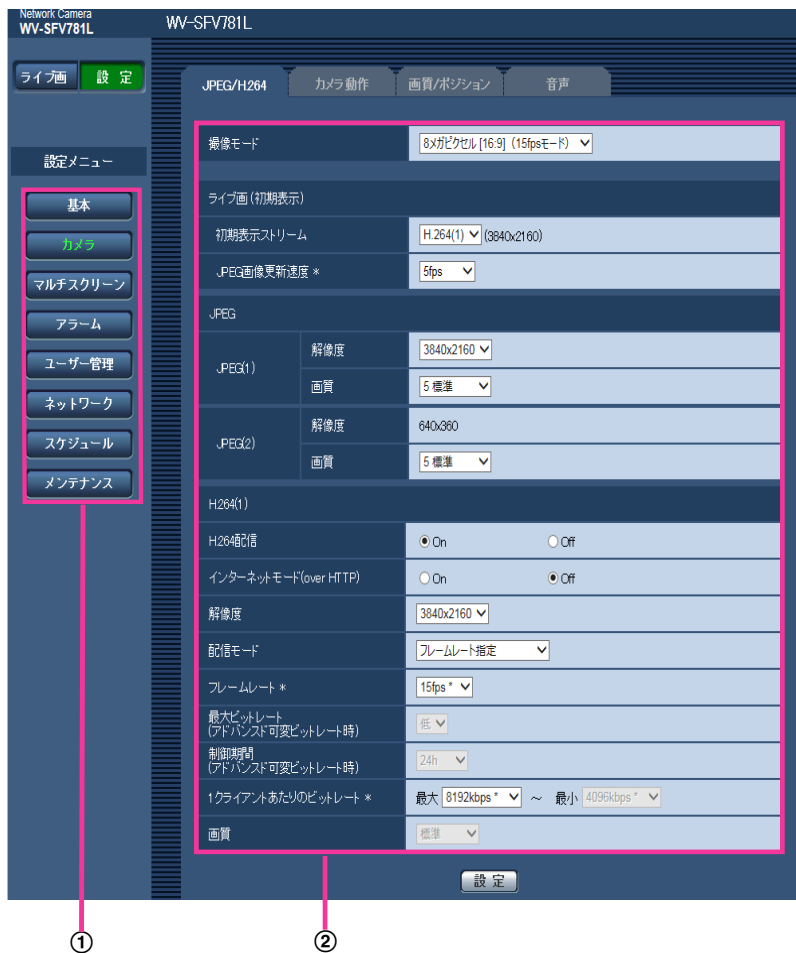 Network Camera
WV-SFV781L
WV-SFV781L
ライブ画
設 定
JPEG/H.264
カメラ動作
画質/ポジション
音声
設定メニュー
基本
カメラ
マルチスクリーン
アラーム
ユーザー管理
ネットワーク
スケジュール
メンテナンス
撮像モード
8メガピクセル [16:9] (15fpsモード)
ライブ画 (初期表示)
初期表示ストリーム
H.264(1) (3840x2160)
JPEG画像更新速度 *
5fps
JPEG
JPEG(1)
解像度
3840x2160
画質
5 標準
JPEG(2)
解像度
640x360
画質
5 標準
H.264(1)
H.264配信
On Off
インターネットモード(over HTTP)
On Off
解像度
3840x2160
配信モード
フレームレート指定
フレームレート *
15fps *
最大ビットレート
(アドバンスド可変ビットレート時)
低
制御期間
(アドバンスド可変ビットレート時)
24h
1クライアントあたりのビットレート *
最大 8192kbps * ～ 最小 4096kbps *
画質
標準
設 定
① ②